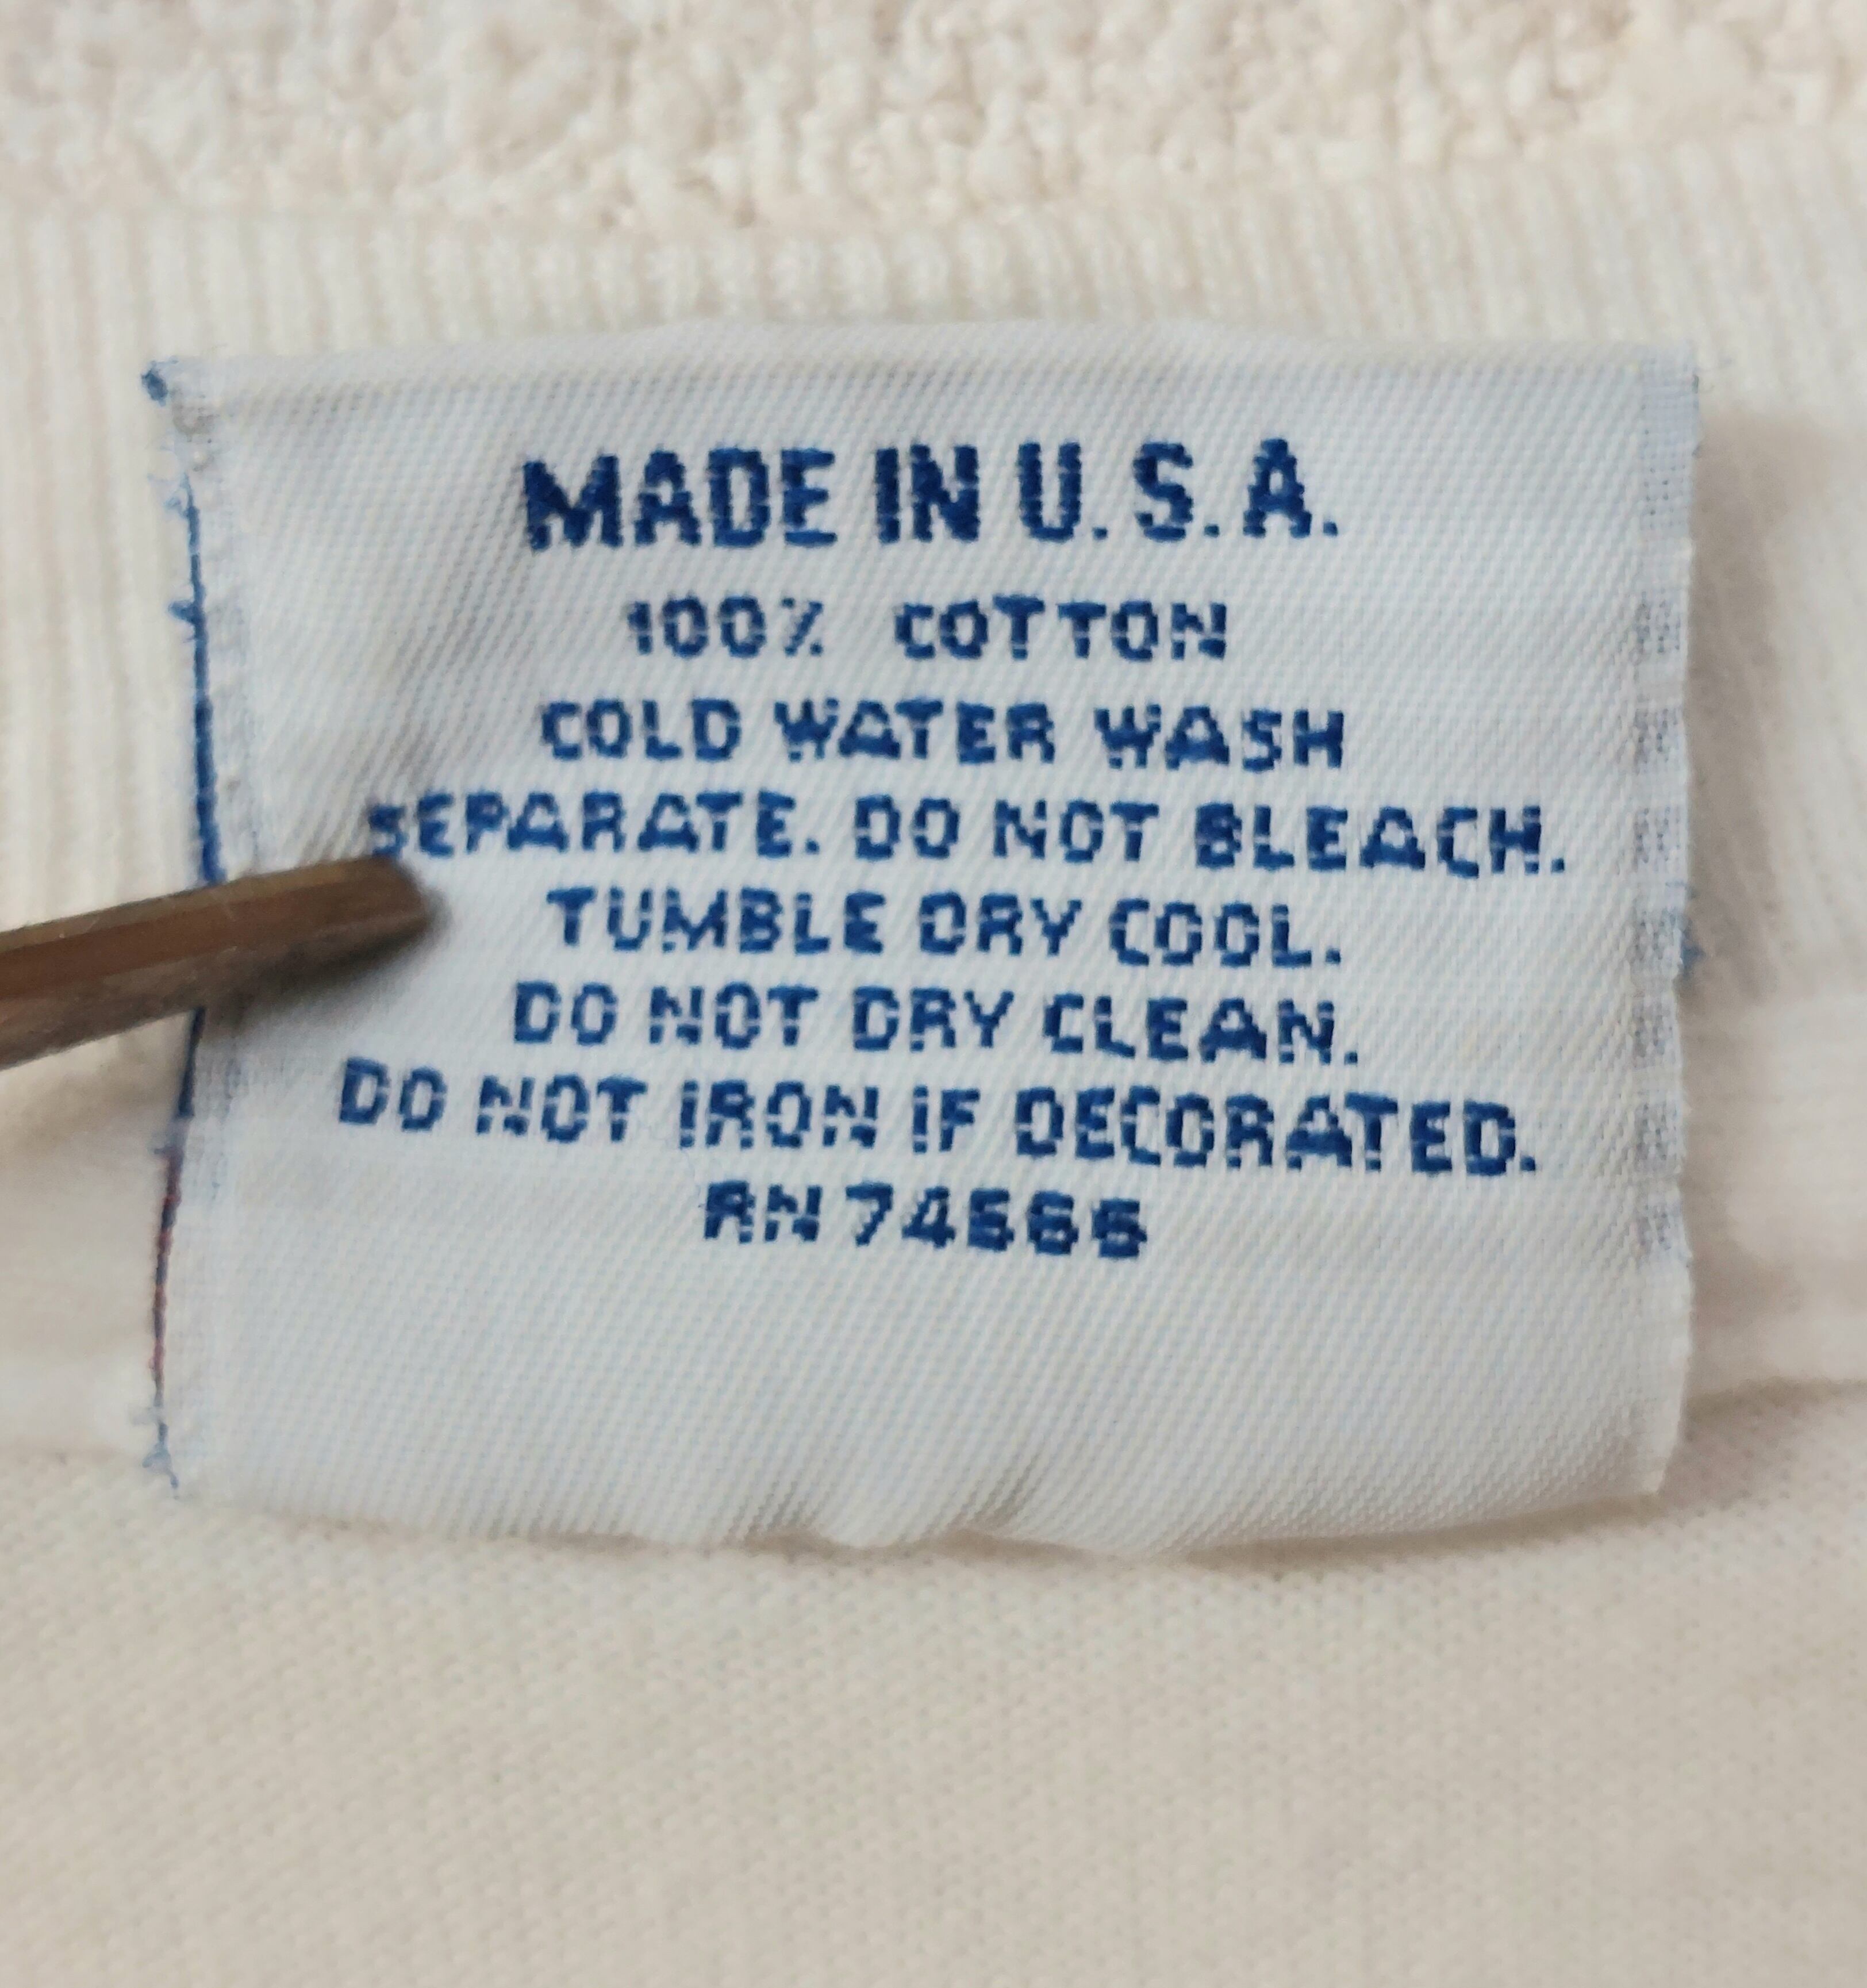 MADE IN U.S.A.
100% COTTON
COLD WATER WASH
SEPARATE. DO NOT BLEACH.
TUMBLE DRY COOL.
DO NOT DRY CLEAN.
DO NOT IRON IF DECORATED.
RN